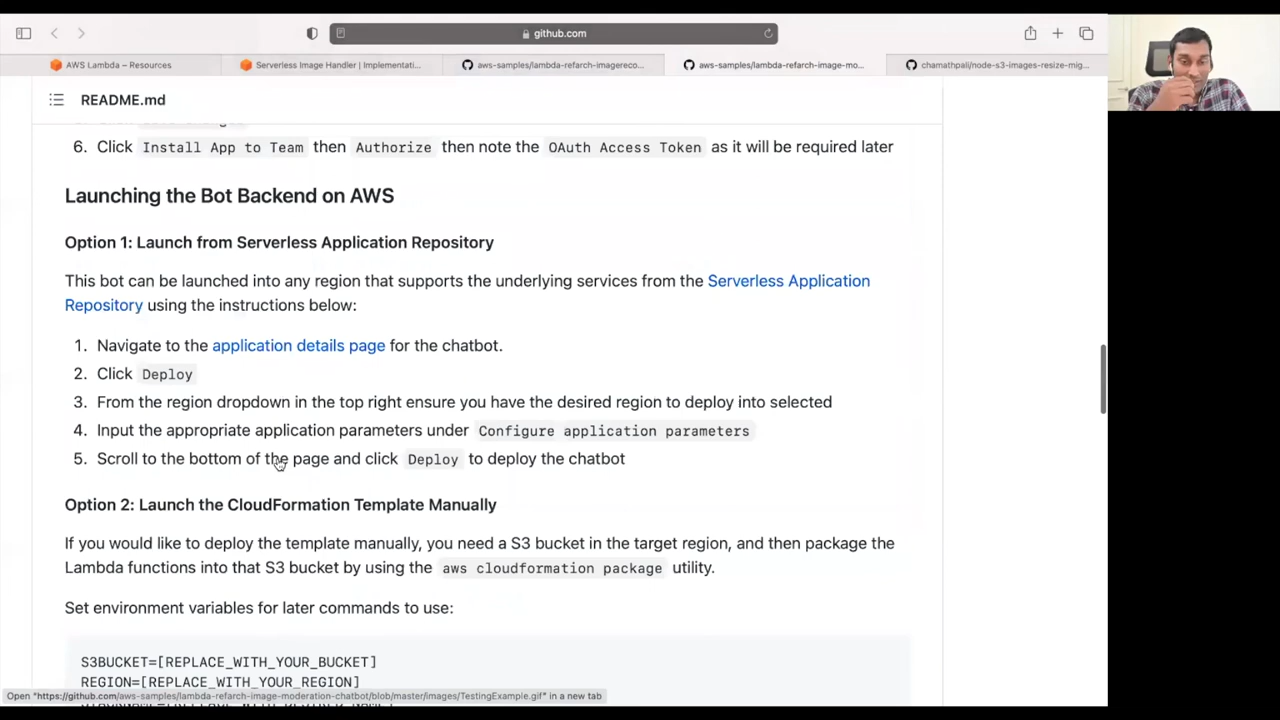 github.com
AWS Lambda – Resources
Serverless Image Handler | Implementati...
aws-samples/lambda-refarch-imagereco...
aws-samples/lambda-refarch-image-mo...
chamathpali/node-s3-images-resize-mig...
README.md
6. Click Install App to Team then Authorize then note the OAuth Access Token as it will be required later
Launching the Bot Backend on AWS
Option 1: Launch from Serverless Application Repository
This bot can be launched into any region that supports the underlying services from the Serverless Application
Repository using the instructions below:
1. Navigate to the application details page for the chatbot.
2. Click Deploy
3. From the region dropdown in the top right ensure you have the desired region to deploy into selected
4. Input the appropriate application parameters under Configure application parameters
5. Scroll to the bottom of the page and click Deploy to deploy the chatbot
Option 2: Launch the CloudFormation Template Manually
If you would like to deploy the template manually, you need a S3 bucket in the target region, and then package the
Lambda functions into that S3 bucket by using the aws cloudformation package utility.
Set environment variables for later commands to use:
S3BUCKET=[REPLACE_WITH_YOUR_BUCKET]
REGION=[REPLACE_WITH_YOUR_REGION]
Open "https://github.com/aws-samples/lambda-refarch-image-moderation-chatbot/blob/master/images/TestingExample.gif" in a new tab